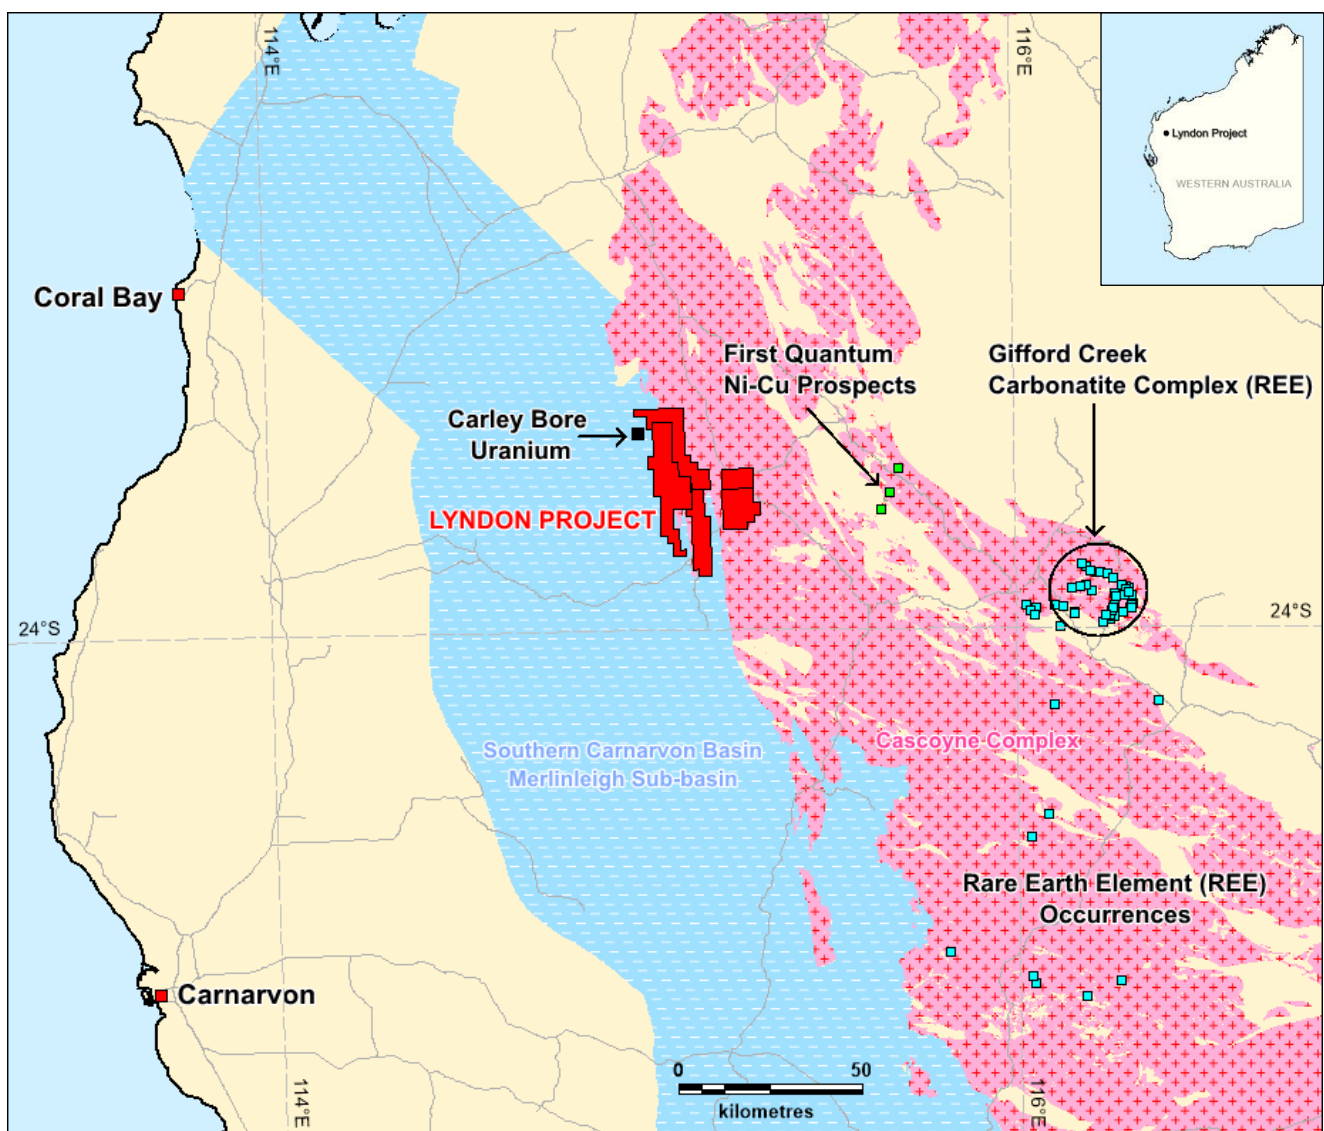 114°E
116°E
Lyndon Project
WESTERN AUSTRALIA
Coral Bay
First Quantum
Ni-Cu Prospects
Gifford Creek
Carbonatite Complex (REE)
Carley Bore
Uranium
LYNDON PROJECT
24°S
24°S
Southern Carnarvon Basin
Merlinleigh Sub-basin
Cascoyne Complex
Rare Earth Element (REE)
Occurrences
Carnarvon
0 50
kilometres
114°E
116°E